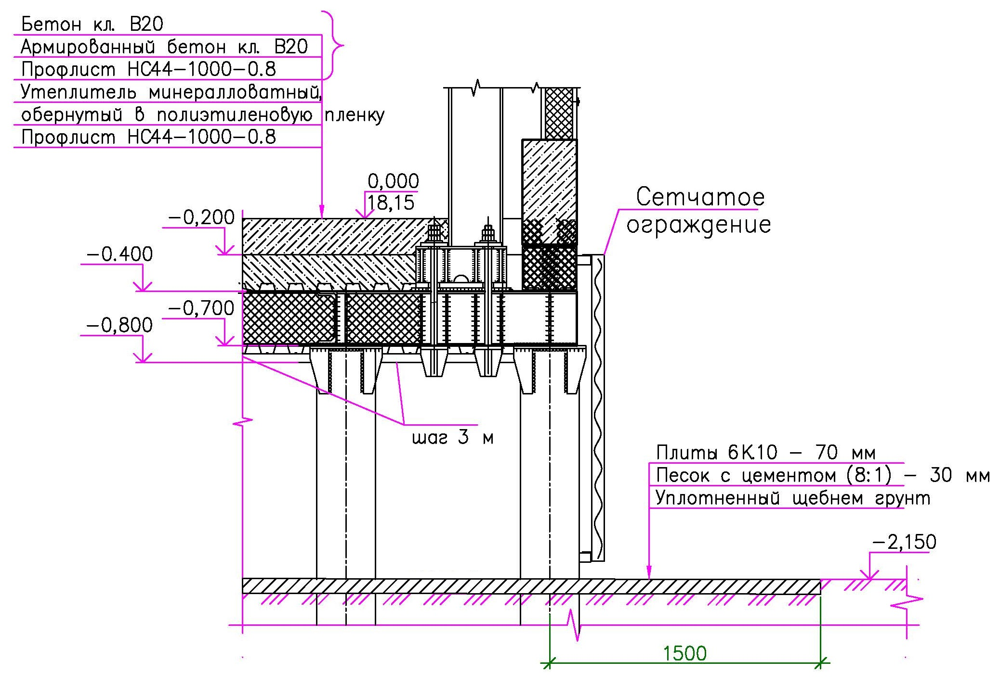 Бетон кл. В20
Армированный бетон кл. В20
Профлист НС44-1000-0.8
Утеплитель минералловатный,
обернутый в полиэтиленовую пленку
Профлист НС44-1000-0.8
0,000
18,15
Сетчатое
ограждение
-0,200
-0.400
-0,700
-0,800
шаг 3 м
Плиты 6К.10 - 70 мм
Песок с цементом (8:1) - 30 мм
Уплотненный щебнем грунт
-2,150
1500